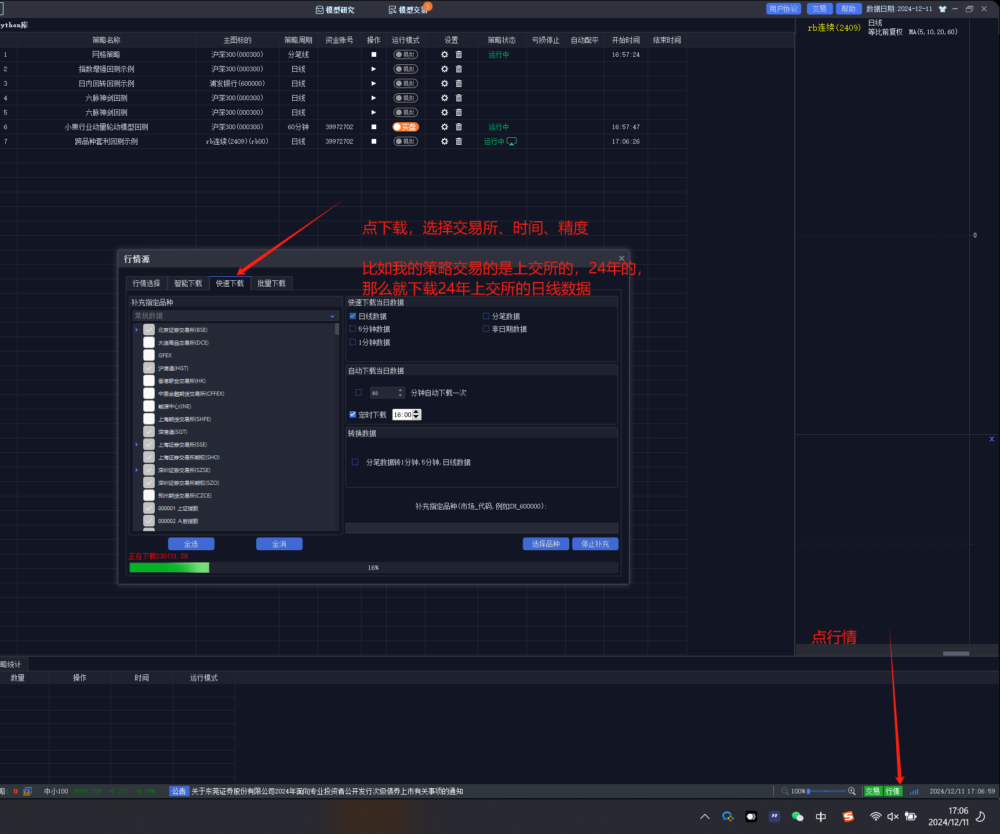 模型研究
模型交易
3
用户协议
交易
帮助
数据日期:2024-12-11
ython库
rb连续(2409)
日线
等比前复权 MA(5,10,20,60)
策略名称 主图标的 策略周期 资金账号 操作 运行模式 设置 策略状态 亏损停止 自动配平 开始时间 结束时间
1 网格策略 沪深300(000300) 分笔线 模拟 运行中 16:57:24
2 指数增强回测示例 沪深300(000300) 日线 模拟
3 日内回转回测示例 浦发银行(600000) 日线 模拟
4 六脉神剑回测 沪深300(000300) 日线 模拟
5 六脉神剑回测 沪深300(000300) 日线 模拟
6 小果行业动量轮动模型回测 沪深300(000300) 60分钟 39972702 实盘 运行中 16:57:47
7 跨品种套利回测示例 rb连续(2409)(rb00) 日线 39972702 模拟 运行中 17:06:26
点下载，选择交易所、时间、精度
0
行情源
比如我的策略交易的是上交所的，24年的，
那么就下载24年上交所的日线数据
行情选择 智能下载 快速下载 批量下载
补充指定品种
常规数据
北京证券交易所(BSE)
大连商品交易所(DCE)
GFEX
沪港通(HGT)
香港联合交易所(HK)
中国金融期货交易所(CFFEX)
能源中心(INE)
上海期货交易所(SHFE)
深港通(SGT)
上海证券交易所(SSE)
上海证券交易所期权(SHO)
深圳证券交易所(SZSE)
深圳证券交易所期权(SZO)
郑州期货交易所(CZCE)
000001 上证指数
000002 A股指数
全选
全消
快速下载当日数据
日线数据 分笔数据
5分钟数据 非日期数据
1分钟数据
自动下载当日数据
60 分钟自动下载一次
定时下载 16:00
转换数据
分笔数据转1分钟,5分钟,日线数据
补充指定品种(市场_代码,例如SH_600000):
选择品种
停止补充
正在下载230731.SH
16%
点行情
略统计
数量 操作 时间 运行模式
略: 0
中小100 6589.700 -5.715 -0.09%
公告 关于东莞证券股份有限公司2024年面向专业投资者公开发行次级债券上市有关事项的通知
100%
交易 行情
2024/12/11 17:06:59
中
17:06
2024/12/11